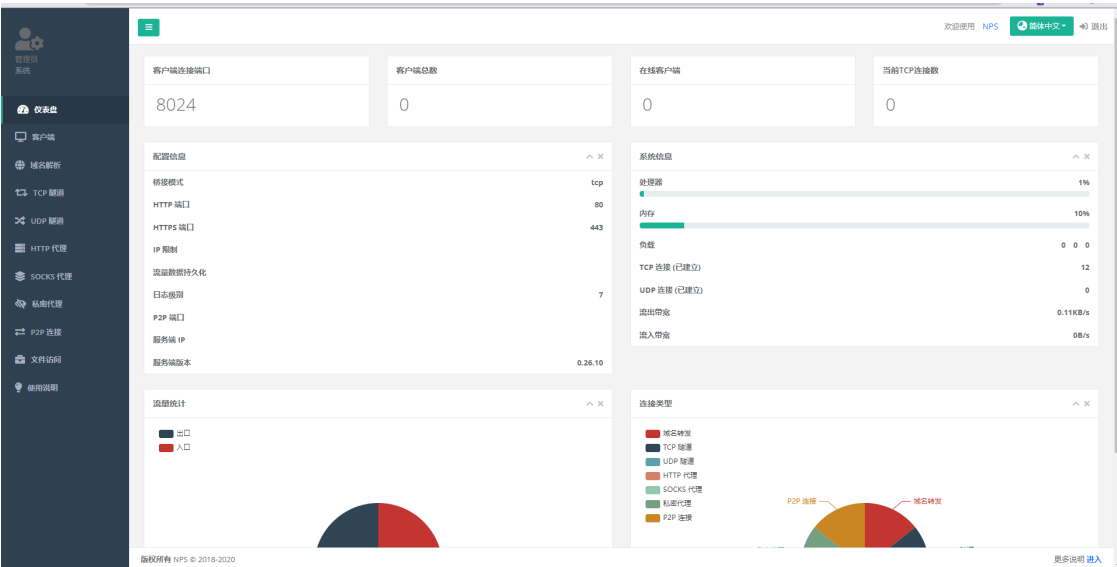 欢迎使用 NPS 简体中文 退出
管理员
系统
仪表盘
客户端
域名解析
TCP 隧道
UDP 隧道
HTTP 代理
SOCKS 代理
私密代理
P2P 连接
文件访问
使用说明
客户端连接端口
8024
客户端总数
0
在线客户端
0
当前TCP连接数
0
配置信息
桥接模式 tcp
HTTP 端口 80
HTTPS 端口 443
IP 限制
流量数据持久化
日志级别 7
P2P 端口
服务端 IP
服务端版本 0.26.10
系统信息
处理器 1%
内存 10%
负载 0 0 0
TCP 连接 (已建立) 12
UDP 连接 (已建立) 0
流出带宽 0.11KB/s
流入带宽 0B/s
流量统计
出口
入口
连接类型
域名转发
TCP 隧道
UDP 隧道
HTTP 代理
SOCKS 代理
私密代理
P2P 连接
P2P 连接 域名转发
版权所有 NPS © 2018-2020 更多说明 进入